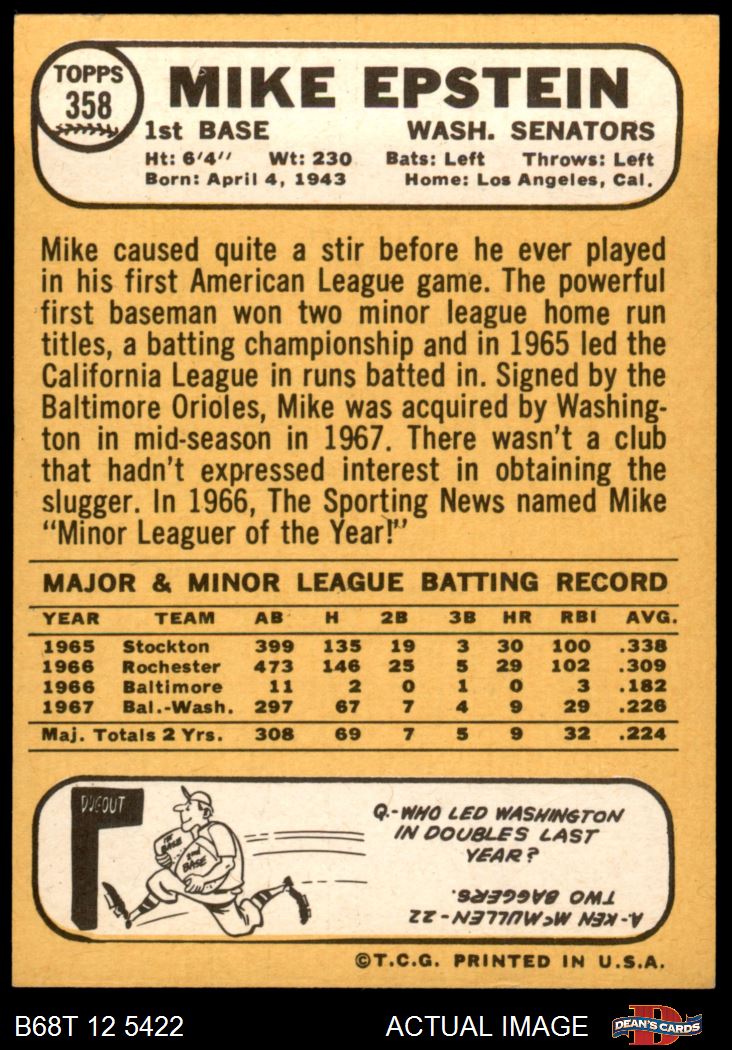 TOPPS
358
MIKE EPSTEIN
1st BASE WASH. SENATORS
Ht: 6'4" Wt: 230 Bats: Left Throws: Left
Born: April 4, 1943 Home: Los Angeles, Cal.
Mike caused quite a stir before he ever played
in his first American League game. The powerful
first baseman won two minor league home run
titles, a batting championship and in 1965 led the
California League in runs batted in. Signed by the
Baltimore Orioles, Mike was acquired by Washing-
ton in mid-season in 1967. There wasn't a club
that hadn't expressed interest in obtaining the
slugger. In 1966, The Sporting News named Mike
"Minor Leaguer of the Year!"
MAJOR & MINOR LEAGUE BATTING RECORD
YEAR TEAM AB H 2B 3B HR RBI AVG.
1965 Stockton 399 135 19 3 30 100 .338
1966 Rochester 473 146 25 5 29 102 .309
1966 Baltimore 11 2 0 1 0 3 .182
1967 Bal.-Wash. 297 67 7 4 9 29 .226
Maj. Totals 2 Yrs. 308 69 7 5 9 32 .224
DUGOUT
1st BASE
2nd BASE
Q.-WHO LED WASHINGTON
IN DOUBLES LAST
YEAR?
A.-KEN McMULLEN-22
TWO BAGGERS.
©T.C.G. PRINTED IN U.S.A.
B68T 12 5422 ACTUAL IMAGE DEAN'S CARDS